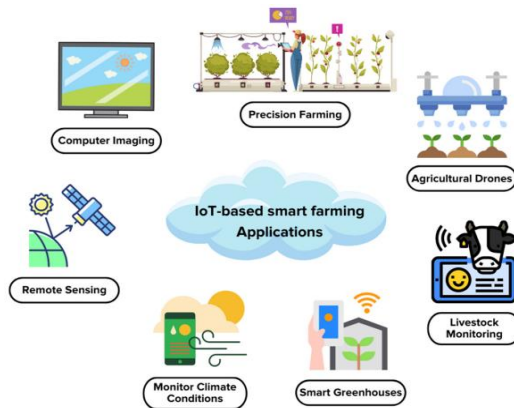 Precision Farming
Computer Imaging
Agricultural Drones
IoT-based smart farming
Applications
Remote Sensing
Livestock
Monitoring
Monitor Climate
Conditions
Smart Greenhouses